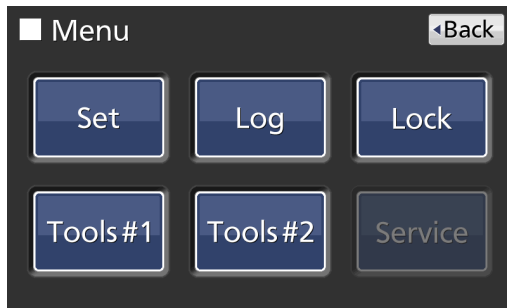 Menu
Back
Set
Log
Lock
Tools #1
Tools #2
Service